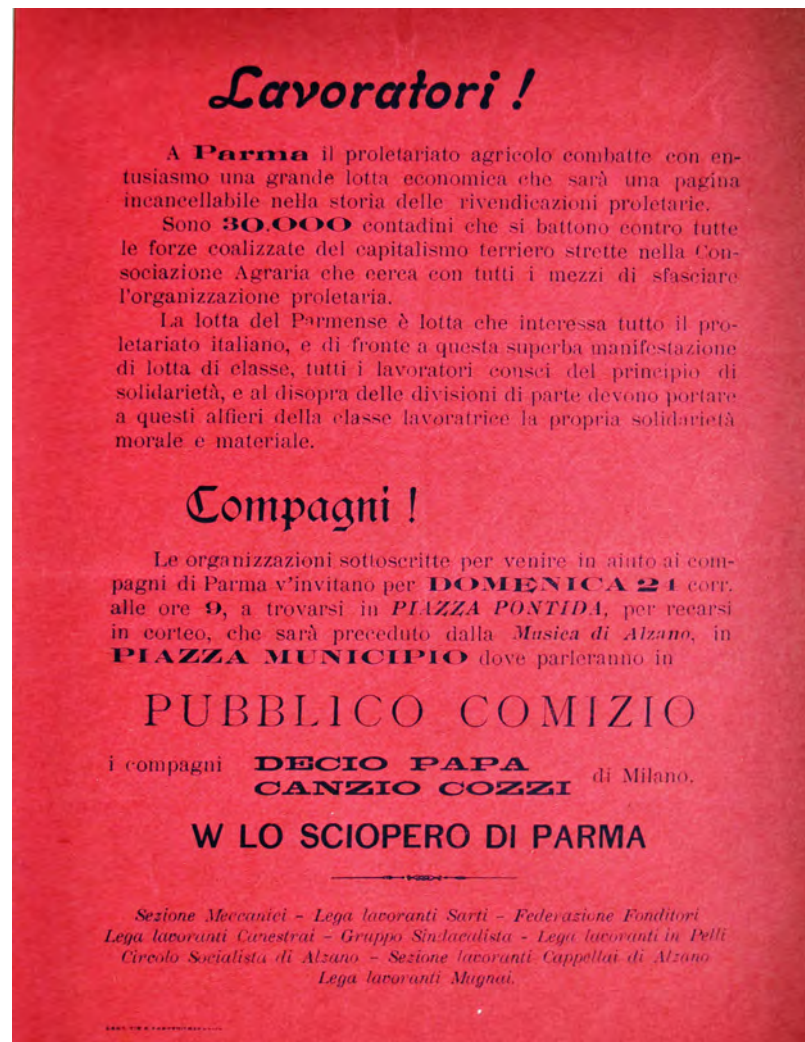 Lavoratori !
A Parma il proletariato agricolo combatte con en-
tusiasmo una grande lotta economica che sarà una pagina
incancellabile nella storia delle rivendicazioni proletarie.
Sono 30.000 contadini che si battono contro tutte
le forze coalizzate del capitalismo terriero strette nella Con-
sociazione Agraria che cerca con tutti i mezzi di sfasciare
l'organizzazione proletaria.
La lotta del Parmense è lotta che interessa tutto il pro-
letariato italiano, e di fronte a questa superba manifestazione
di lotta di classe, tutti i lavoratori consci del principio di
solidarietà, e al disopra delle divisioni di parte devono portare
a questi alfieri della classe lavoratrice la propria solidarietà
morale e materiale.
Compagni !
Le organizzazioni sottoscritte per venire in aiuto ai com-
pagni di Parma v'invitano per DOMENICA 24 corr.
alle ore 9, a trovarsi in PIAZZA PONTIDA, per recarsi
in corteo, che sarà preceduto dalla Musica di Alzano, in
PIAZZA MUNICIPIO dove parleranno in
PUBBLICO COMIZIO
i compagni DECIO PAPA
CANZIO COZZI di Milano.
W LO SCIOPERO DI PARMA
Sezione Meccanici - Lega lavoranti Sarti - Federazione Fonditori
Lega lavoranti Canestrai - Gruppo Sindacalista - Lega lavoranti in Pelli
Circolo Socialista di Alzano - Sezione lavoranti Cappellai di Alzano
Lega lavoranti Mugnai.